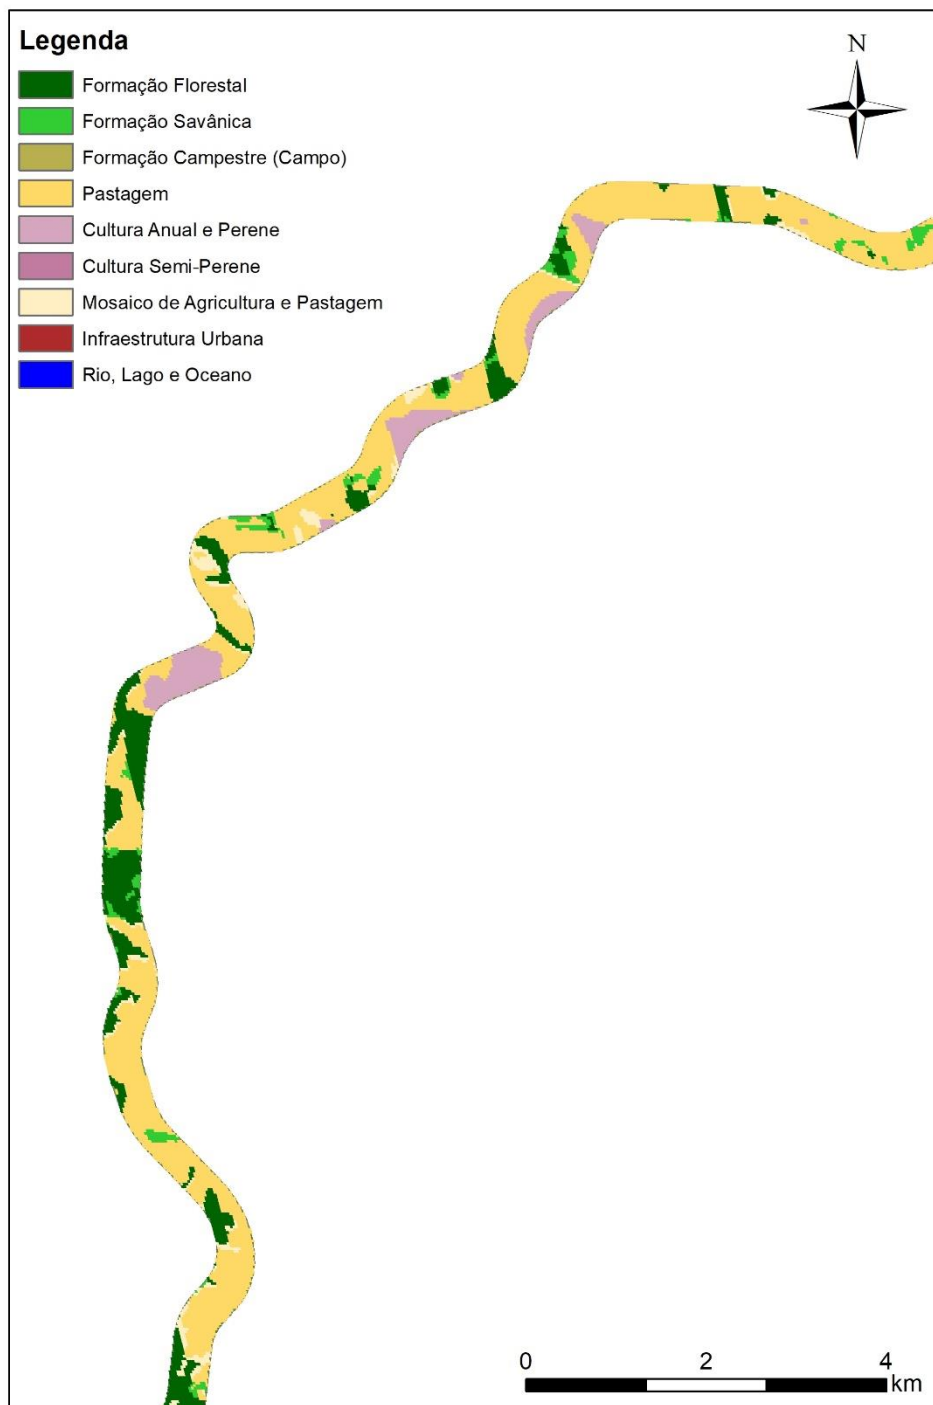 Legenda
N
Formação Florestal
Formação Savânica
Formação Campestre (Campo)
Pastagem
Cultura Anual e Perene
Cultura Semi-Perene
Mosaico de Agricultura e Pastagem
Infraestrutura Urbana
Rio, Lago e Oceano
0 2 4
km